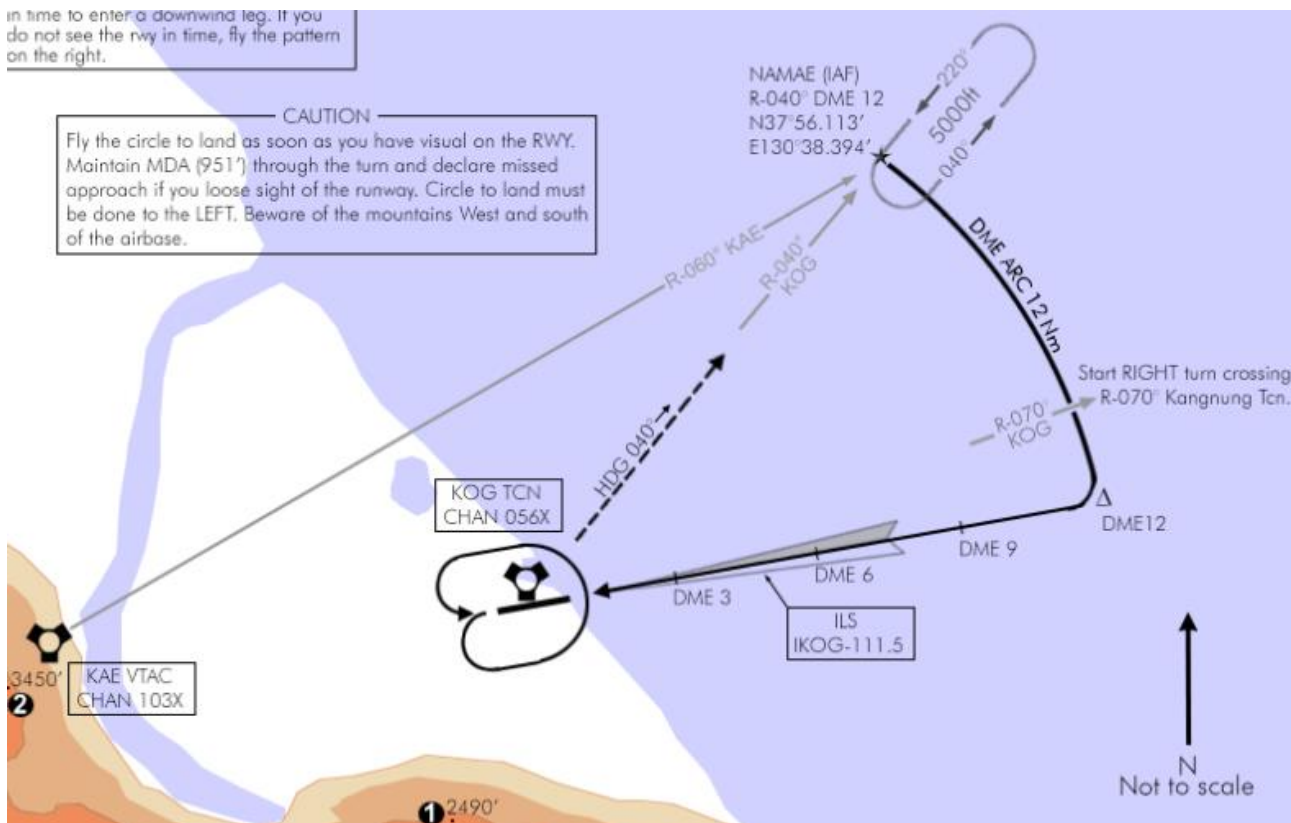 in time to enter a downwind leg. If you
do not see the rwy in time, fly the pattern
on the right.
CAUTION
Fly the circle to land as soon as you have visual on the RWY.
Maintain MDA (951') through the turn and declare missed
approach if you loose sight of the runway. Circle to land must
be done to the LEFT. Beware of the mountains West and south
of the airbase.
NAMAE (IAF)
R-040° DME 12
N37°56.113'
E130°38.394'
220°
5000ft
040°
R-060° KAE
R-040°
KOG
DME ARC 12 Nm
Start RIGHT turn crossing
R-070° Kangnung Tcn.
R-070°
KOG
HDG 040°
KOG TCN
CHAN 056X
DME12
DME 9
DME 6
DME 3
ILS
IKOG-111.5
KAE VTAC
CHAN 103X
3450'
2
1
2490'
N
Not to scale